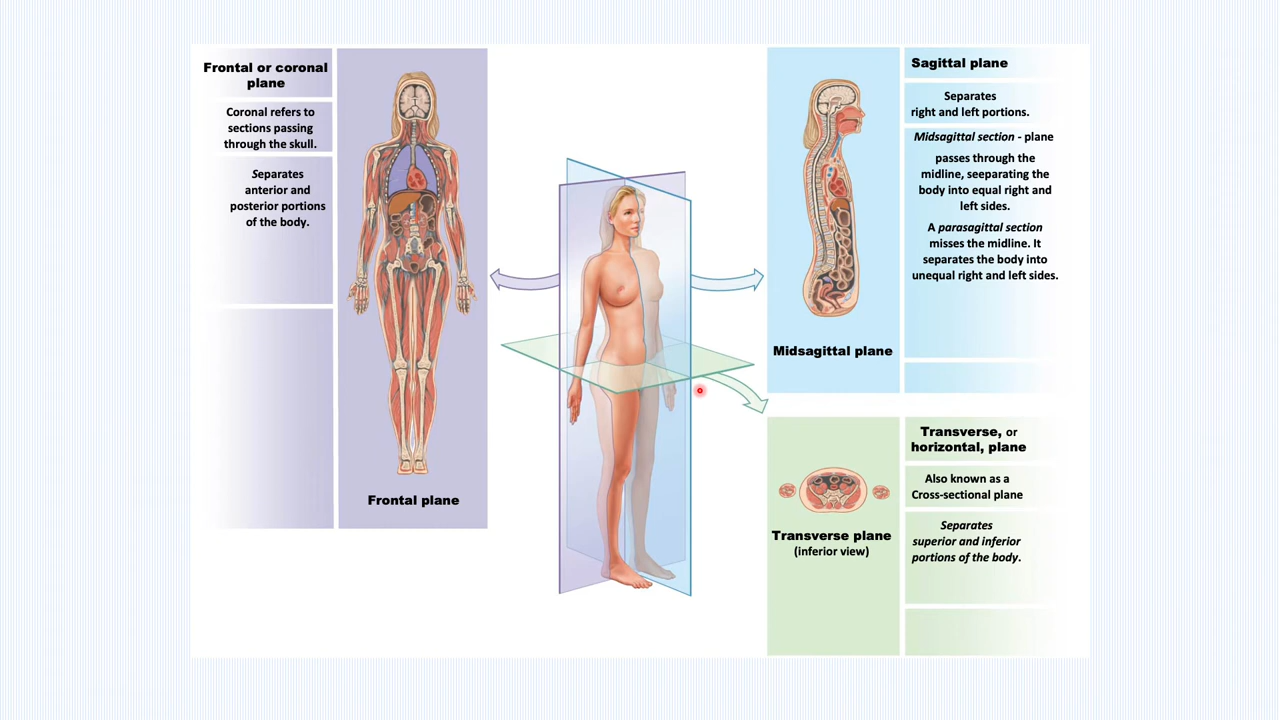 Frontal or coronal
plane
Coronal refers to
sections passing
through the skull.
Separates
anterior and
posterior portions
of the body.
Frontal plane
Midsagittal plane
Sagittal plane
Separates
right and left portions.
Midsagittal section - plane
passes through the
midline, seeparating the
body into equal right and
left sides.
A parasagittal section
misses the midline. It
separates the body into
unequal right and left sides.
Transverse plane
(inferior view)
Transverse, or
horizontal, plane
Also known as a
Cross-sectional plane
Separates
superior and inferior
portions of the body.